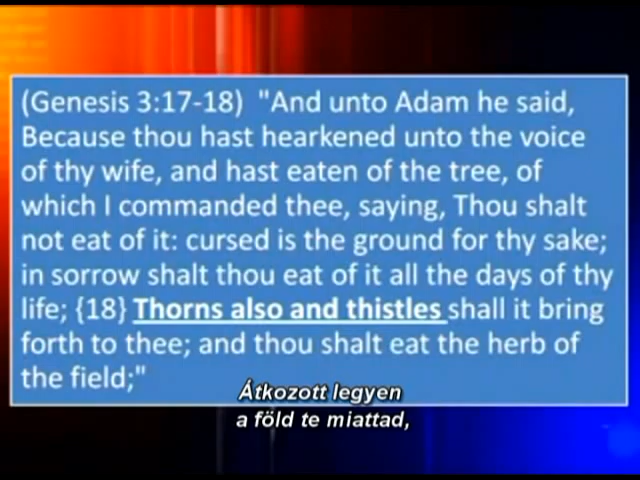 (Genesis 3:17-18)  "And unto Adam he said,
Because thou hast hearkened unto the voice
of thy wife, and hast eaten of the tree, of
which I commanded thee, saying, Thou shalt
not eat of it: cursed is the ground for thy sake;
in sorrow shalt thou eat of it all the days of thy
life; {18} Thorns also and thistles shall it bring
forth to thee; and thou shalt eat the herb of
the field;"
Átkozott legyen
a föld te miattad,